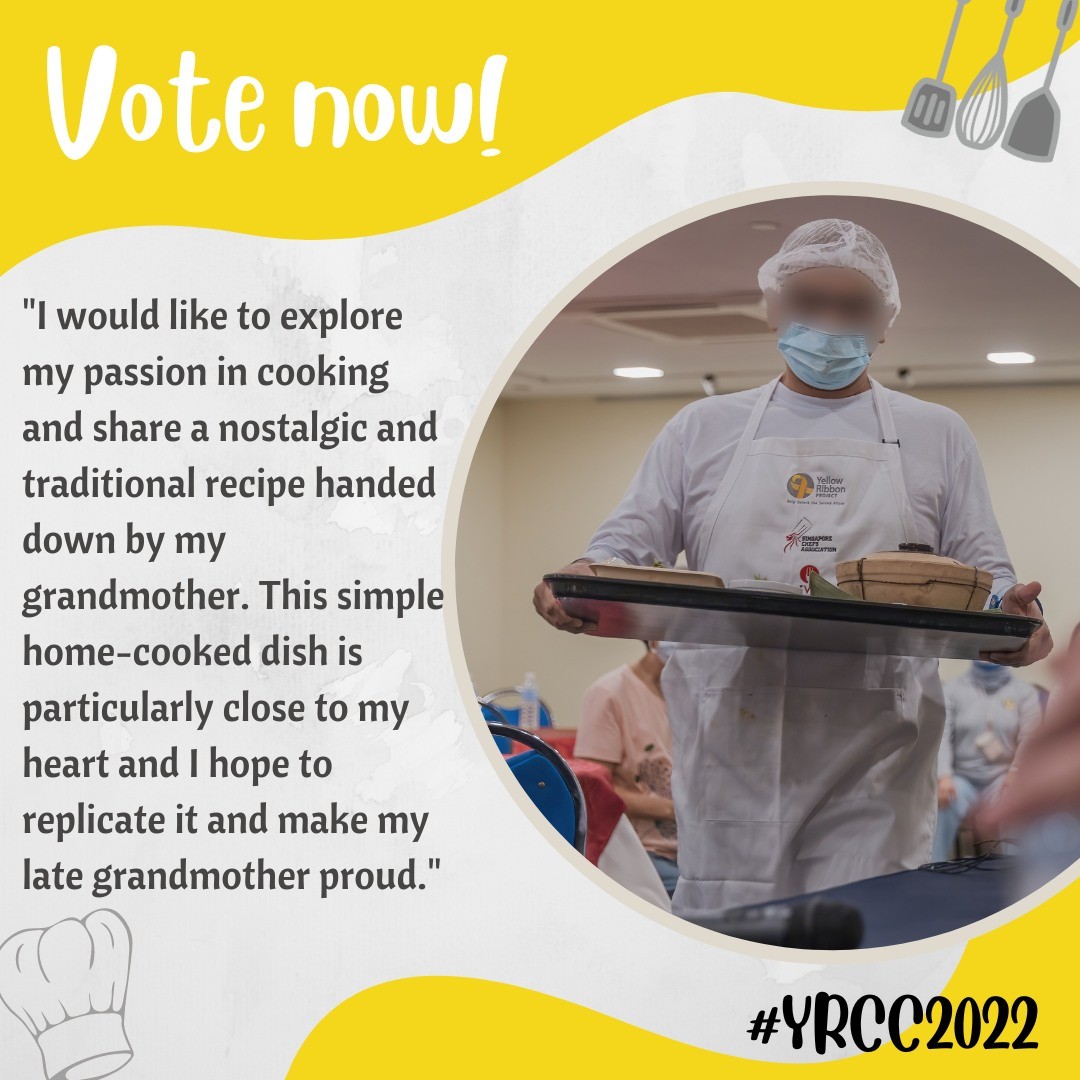 Vote now!
"I would like to explore
my passion in cooking
and share a nostalgic and
traditional recipe handed
down by my
grandmother. This simple
home-cooked dish is
particularly close to my
heart and I hope to
replicate it and make my
late grandmother proud."
Yellow
Ribbon
PROJECT
SINGAPORE
CHEFS
ASSOCIATION
#YRCC2022